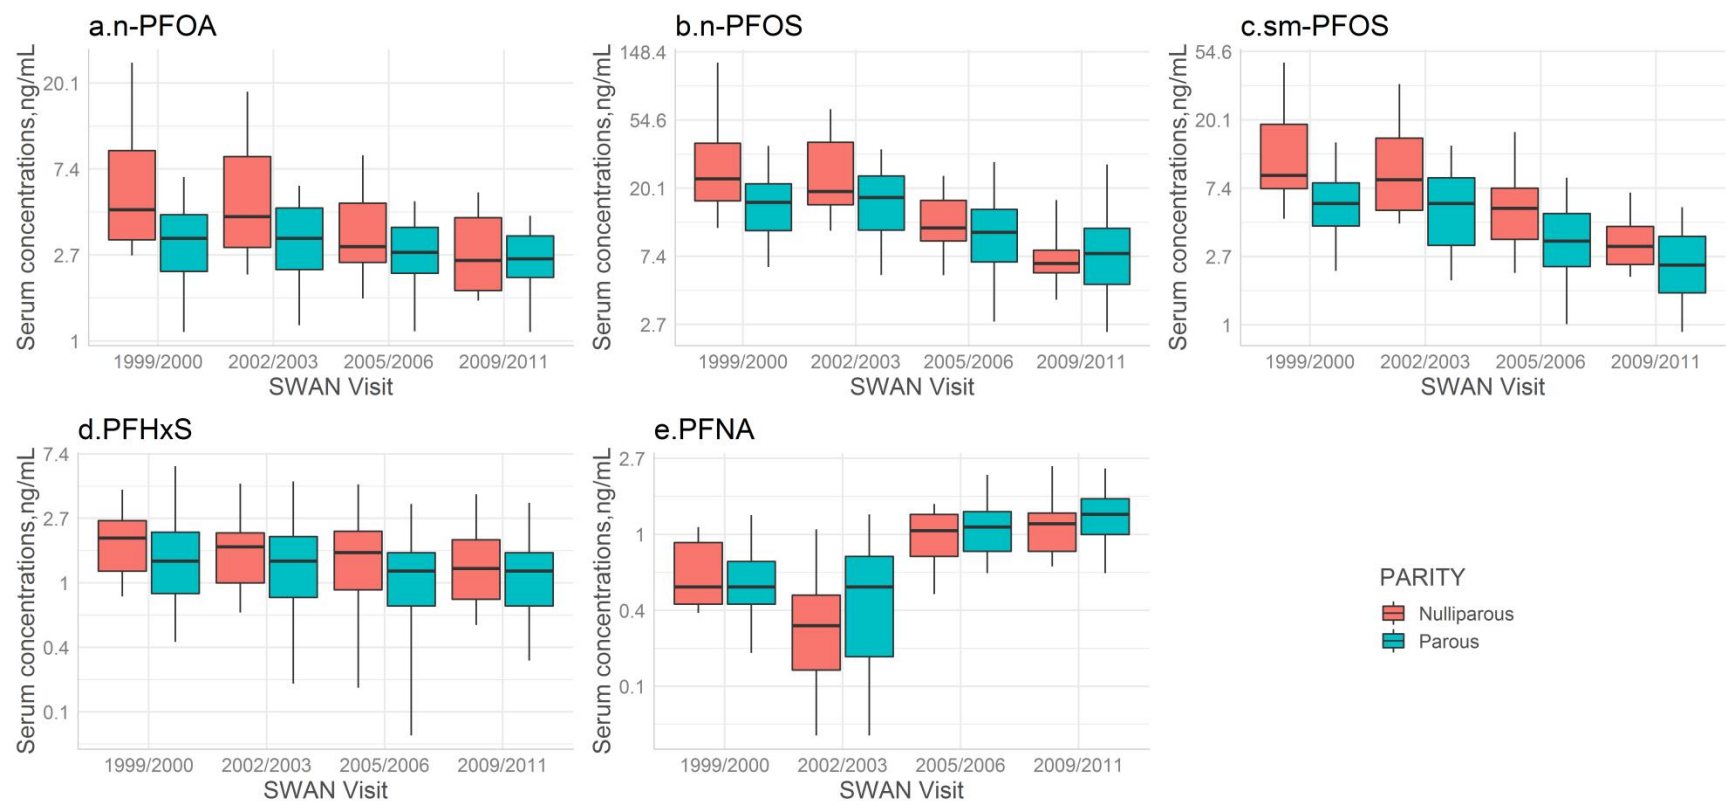 a.n-PFOA
Serum concentrations,ng/mL
20.1
7.4
2.7
1
1999/2000 2002/2003 2005/2006 2009/2011
SWAN Visit
b.n-PFOS
Serum concentrations,ng/mL
148.4
54.6
20.1
7.4
2.7
1999/2000 2002/2003 2005/2006 2009/2011
SWAN Visit
c.sm-PFOS
Serum concentrations,ng/mL
54.6
20.1
7.4
2.7
1
1999/2000 2002/2003 2005/2006 2009/2011
SWAN Visit
d.PFHxS
Serum concentrations,ng/mL
7.4
2.7
1
0.4
0.1
1999/2000 2002/2003 2005/2006 2009/2011
SWAN Visit
e.PFNA
Serum concentrations,ng/mL
2.7
1
0.4
0.1
1999/2000 2002/2003 2005/2006 2009/2011
SWAN Visit
PARITY
Nulliparous
Parous